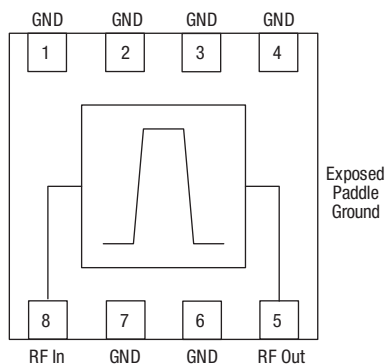 GND GND GND GND
1 2 3 4
Exposed
Paddle
Ground
8 7 6 5
RF In GND GND RF Out